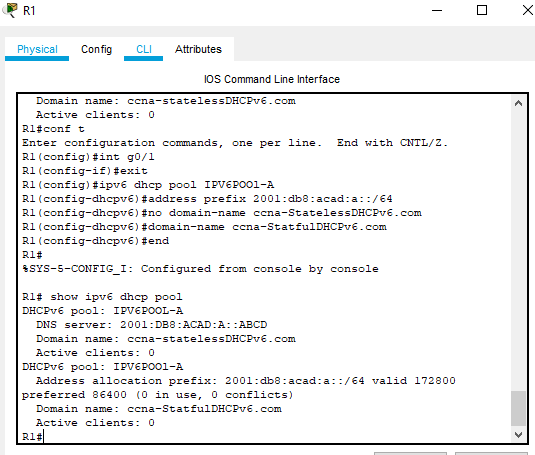 R1
Physical Config CLI Attributes
IOS Command Line Interface
Domain name: ccna-statelessDHCPv6.com
Active clients: 0
R1#conf t
Enter configuration commands, one per line. End with CNTL/Z.
R1(config)#int g0/1
R1(config-if)#exit
R1(config)#ipv6 dhcp pool IPV6POOl-A
R1(config-dhcpv6)#address prefix 2001:db8:acad:a::/64
R1(config-dhcpv6)#no domain-name ccna-StatelessDHCPv6.com
R1(config-dhcpv6)#domain-name ccna-StatfulDHCPv6.com
R1(config-dhcpv6)#end
R1#
%SYS-5-CONFIG_I: Configured from console by console
R1# show ipv6 dhcp pool
DHCPv6 pool: IPV6POOL-A
DNS server: 2001:DB8:ACAD:A::ABCD
Domain name: ccna-statelessDHCPv6.com
Active clients: 0
DHCPv6 pool: IPV6POOl-A
Address allocation prefix: 2001:db8:acad:a::/64 valid 172800
preferred 86400 (0 in use, 0 conflicts)
Domain name: ccna-StatfulDHCPv6.com
Active clients: 0
R1#